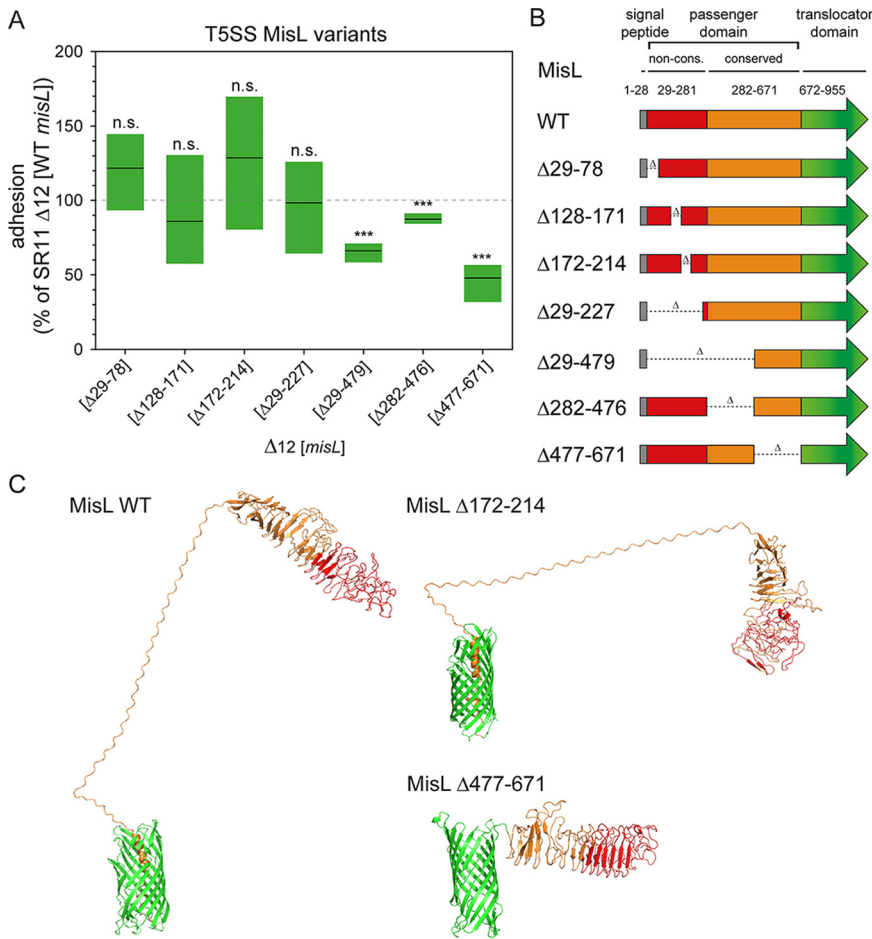 A
T5SS MisL variants
adhesion
(% of SR11 Δ12 [WT misL])
200
150
100
50
0
n.s.
n.s.
n.s.
n.s.
***
***
***
[Δ29-78]
[Δ128-171]
[Δ172-214]
[Δ29-227]
[Δ29-479]
[Δ282-476]
[Δ477-671]
Δ12 [misL]
B
signal peptide
passenger domain
translocator domain
non-cons.
conserved
MisL
1-28
29-281
282-671
672-955
WT
Δ29-78
Δ
Δ128-171
Δ
Δ172-214
Δ
Δ29-227
Δ
Δ29-479
Δ
Δ282-476
Δ
Δ477-671
Δ
C
MisL WT
MisL Δ172-214
MisL Δ477-671